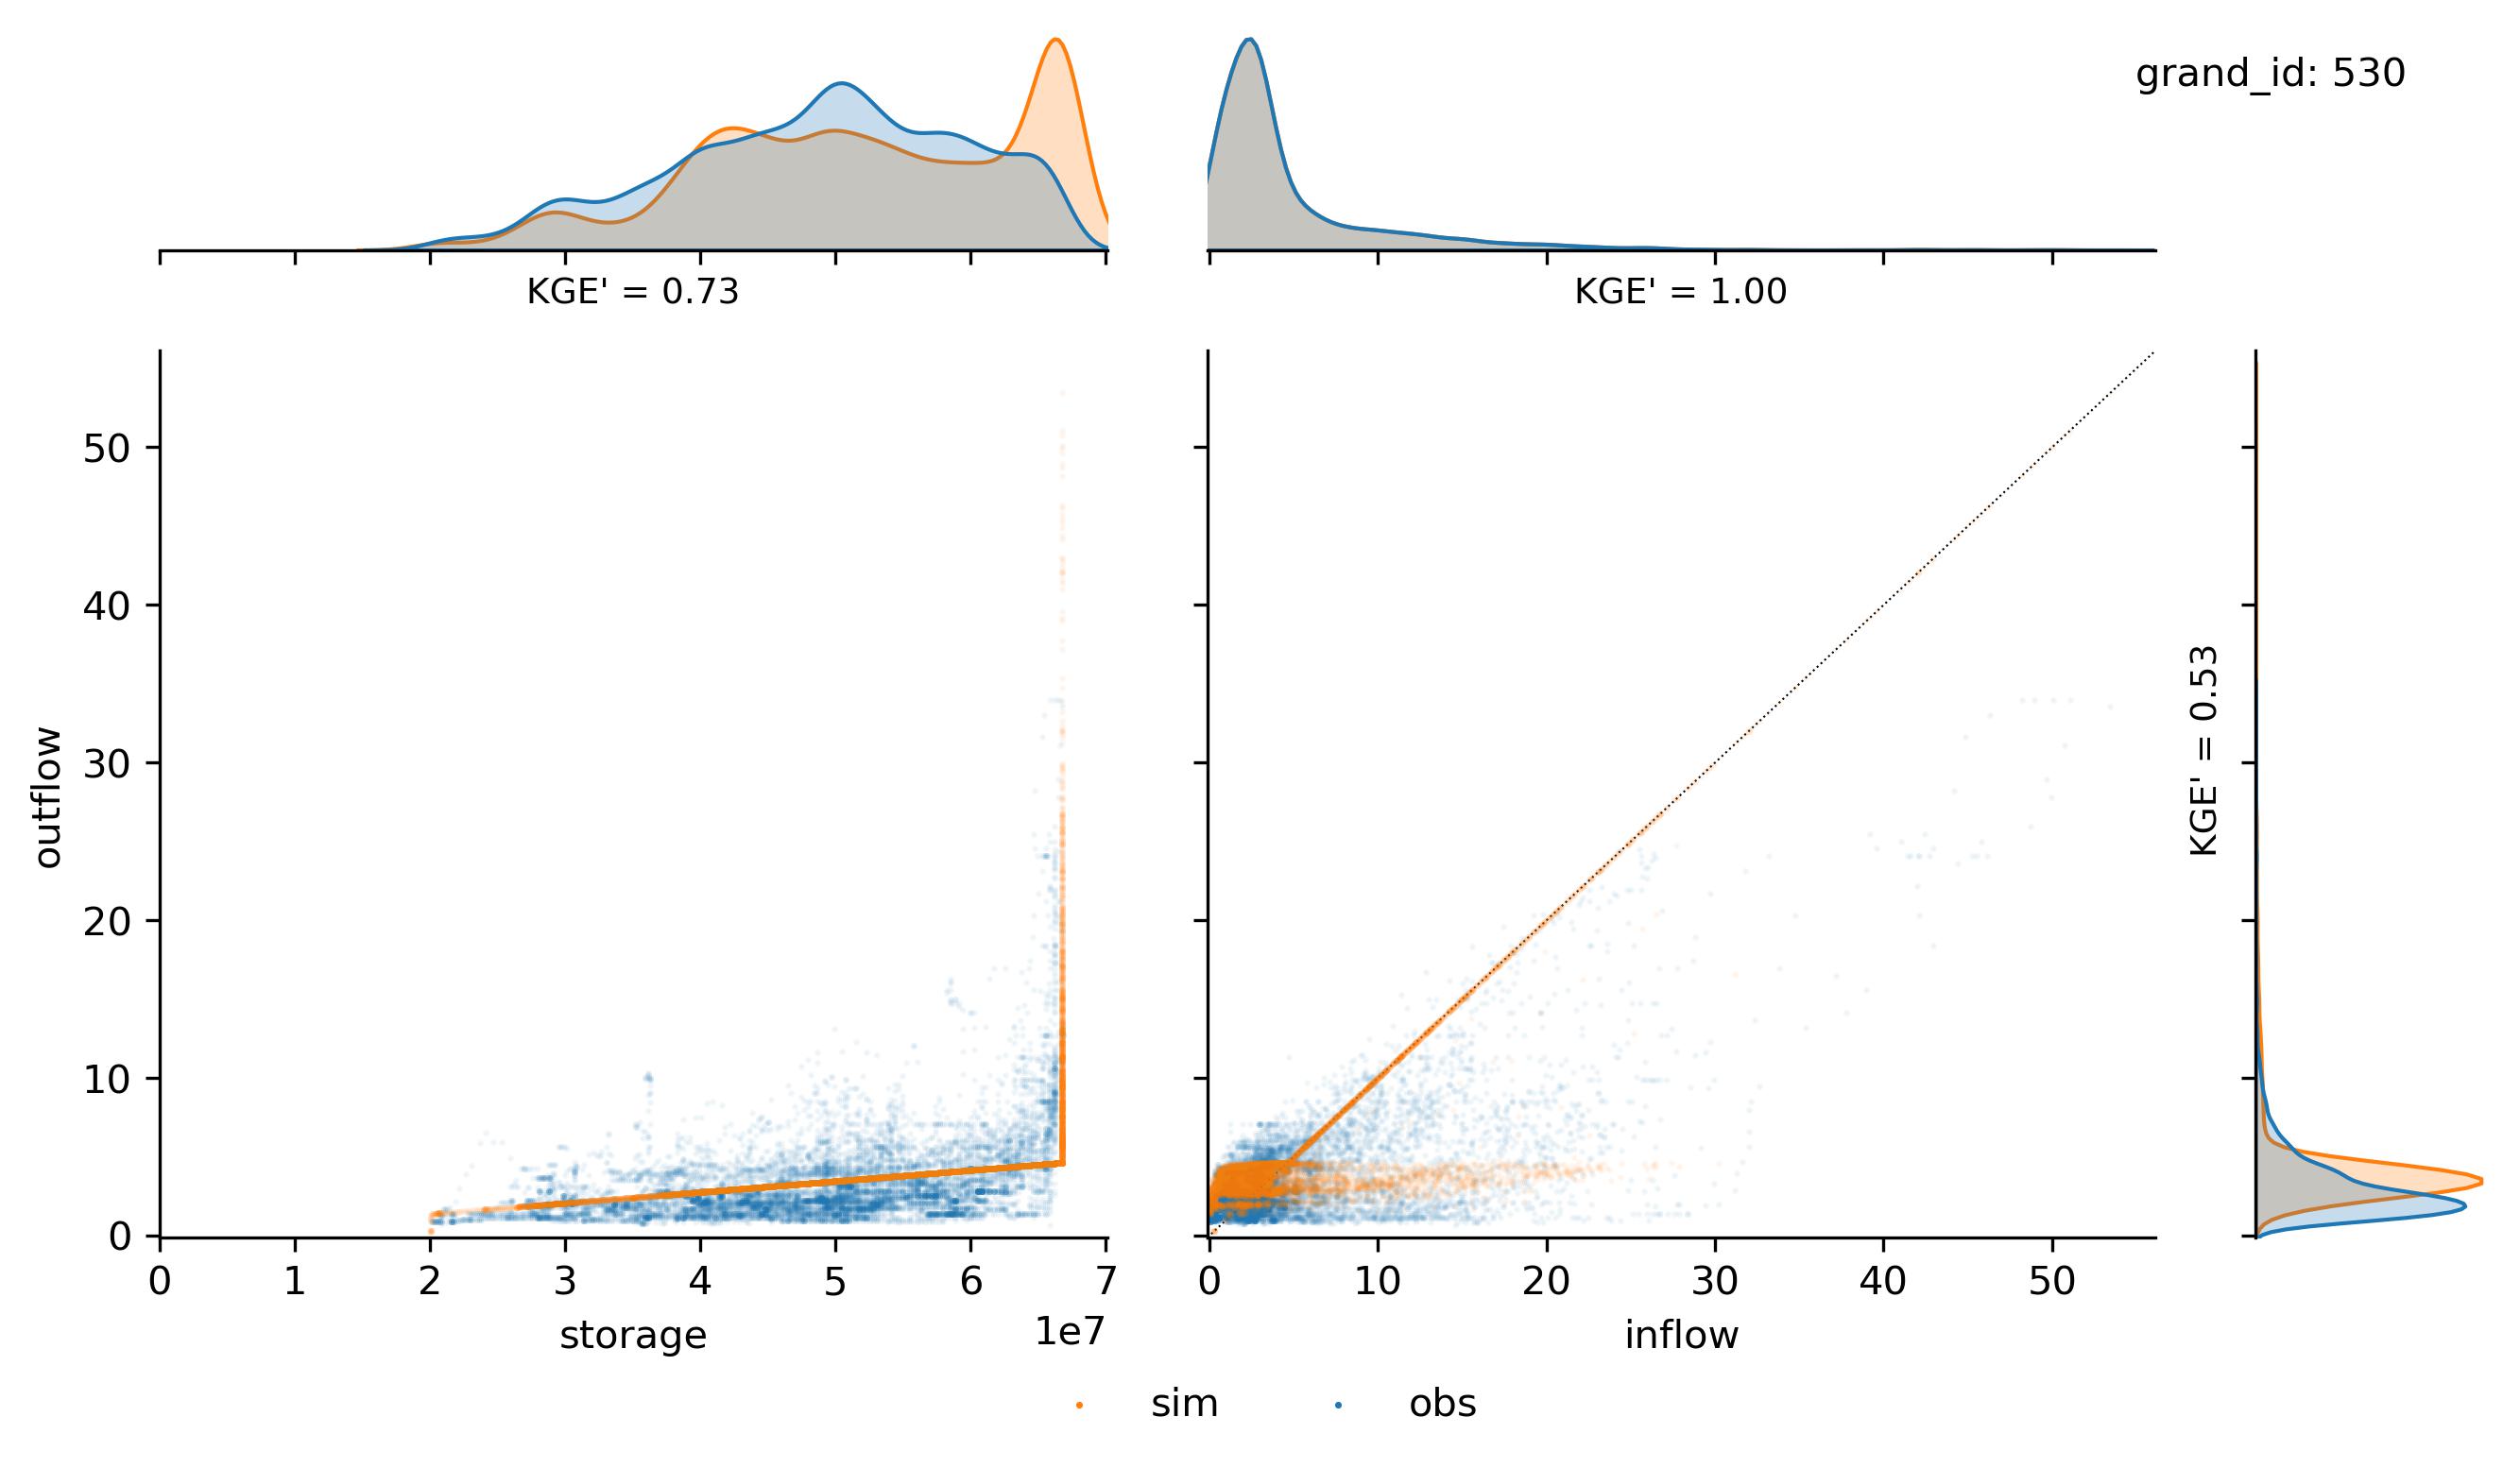 grand_id: 530
KGE' = 0.73
KGE' = 1.00
outflow
50
40
30
20
10
0
KGE' = 0.53
0 1 2 3 4 5 6 7
1e7
storage
0 10 20 30 40 50
inflow
sim obs